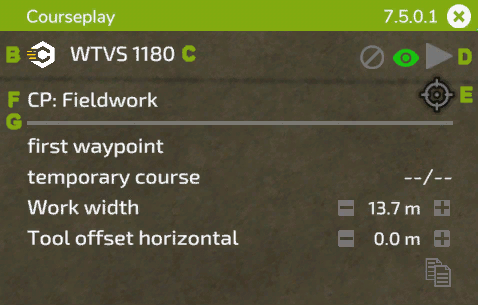 Courseplay 7.5.0.1
B WTVS 1180 C D
E
F CP: Fieldwork
G
first waypoint
temporary course --/--
Work width 13.7 m
Tool offset horizontal 0.0 m